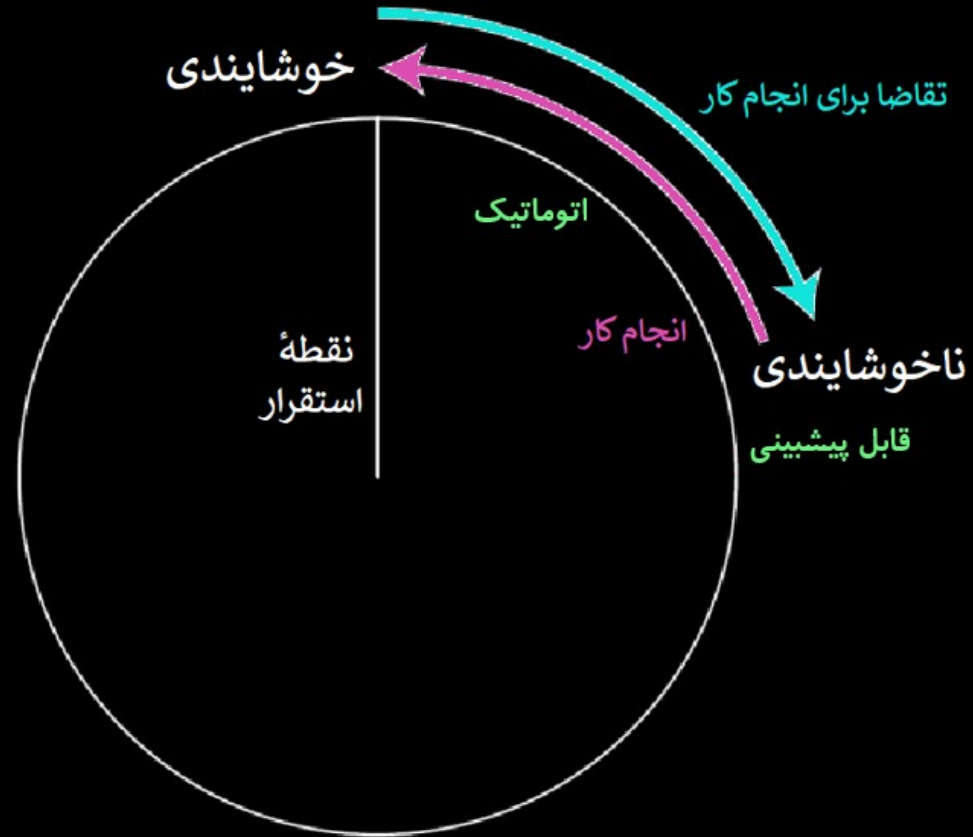 خوشایندی
تقاضا برای انجام کار
اتوماتیک
انجام کار
نقطهٔ
استقرار
ناخوشایندی
قابل پیشبینی